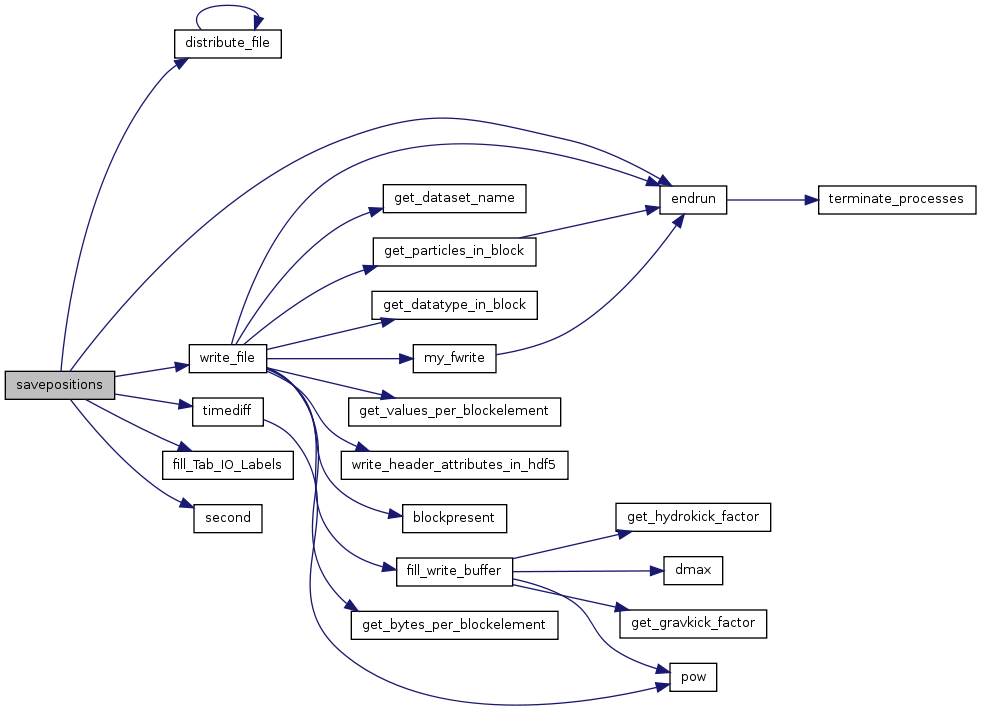 distribute_file
get_dataset_name
endrun
terminate_processes
get_particles_in_block
get_datatype_in_block
write_file
my_fwrite
savepositions
timediff
get_values_per_blockelement
fill_Tab_IO_Labels
write_header_attributes_in_hdf5
second
blockpresent
get_hydrokick_factor
fill_write_buffer
dmax
get_bytes_per_blockelement
get_gravkick_factor
pow